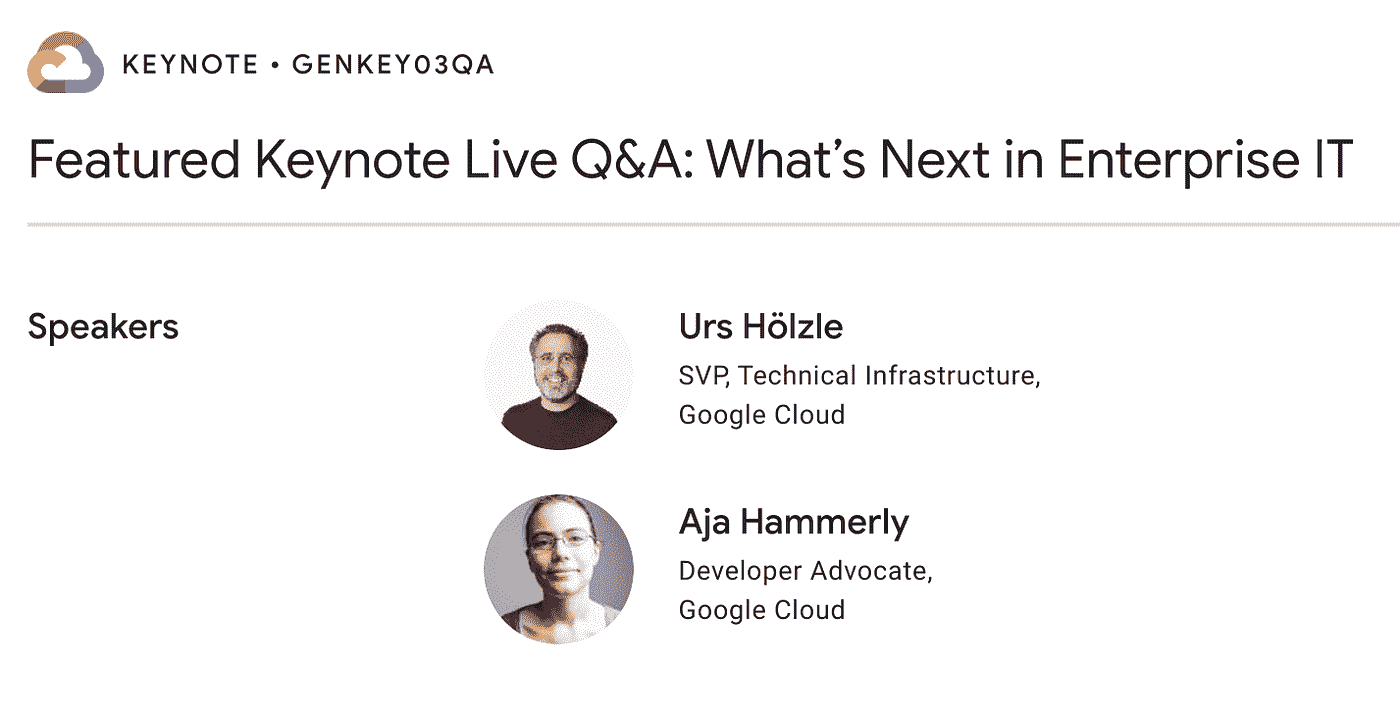 KEYNOTE • GENKEY03QA
Featured Keynote Live Q&A: What’s Next in Enterprise IT
Speakers
Urs Hölzle
SVP, Technical Infrastructure,
Google Cloud
Aja Hammerly
Developer Advocate,
Google Cloud